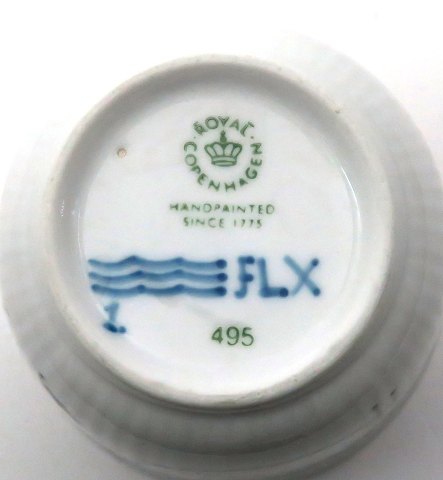 ROYAL
COPENHAGEN
HANDPAINTED
SINCE 1775
FLX
1
495